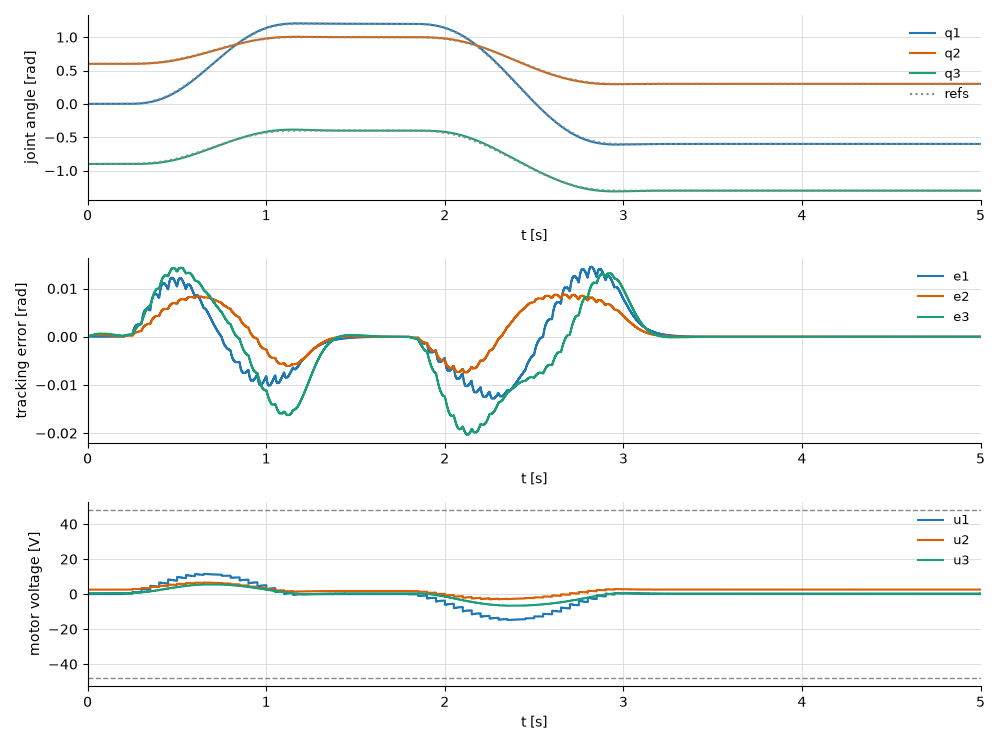 joint angle [rad]
1.0
0.5
0.0
−0.5
−1.0
q1
q2
q3
refs
0 1 2 3 4 5
t [s]
tracking error [rad]
0.01
0.00
−0.01
−0.02
e1
e2
e3
0 1 2 3 4 5
t [s]
motor voltage [V]
40
20
0
−20
−40
u1
u2
u3
0 1 2 3 4 5
t [s]